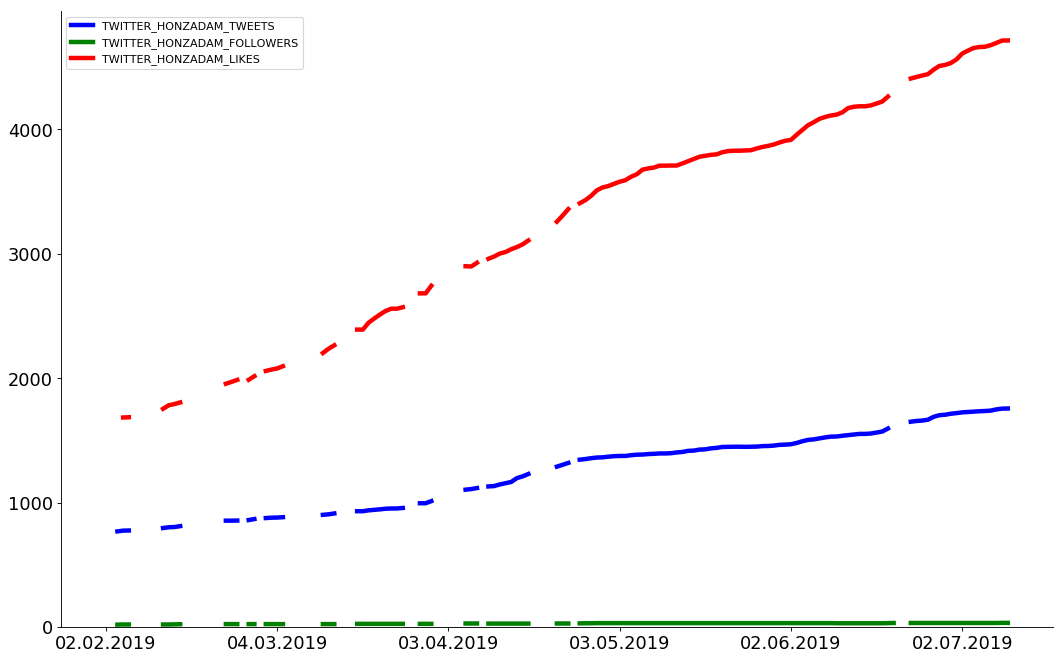 TWITTER_HONZADAM_TWEETS
TWITTER_HONZADAM_FOLLOWERS
TWITTER_HONZADAM_LIKES
4000
3000
2000
1000
0
02.02.2019 04.03.2019 03.04.2019 03.05.2019 02.06.2019 02.07.2019